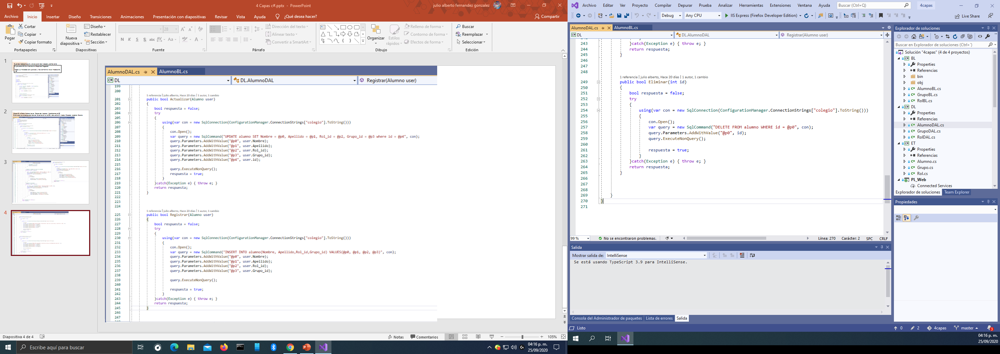 4 Capas c#.pptx - PowerPoint
julio alberto fernandez gonzalez
Archivo Inicio Insertar Diseño Transiciones Animaciones Presentación con diapositivas Revisar Vista Ayuda ¿Qué desea hacer? Compartir
Pegar
Cortar
Copiar
Copiar formato
Portapapeles
Nueva diapositiva
Diseño
Restablecer
Sección
Diapositivas
28
N K S S abc AV Aa A
Fuente
Dirección del texto
Alinear texto
Convertir a SmartArt
Párrafo
Organizar
Estilos rápidos
Relleno de forma
Contorno de forma
Efectos de forma
Dibujo
Buscar
Reemplazar
Seleccionar
Edición
1
2
3
4
AlumnoDAL.cs AlumnoBL.cs
DL DL.AlumnoDAL Registrar(Alumno user)
199
200
1 referencia | julio alberto, Hace 20 días | 1 autor, 1 cambio
201 public bool Actualizar(Alumno user)
202 {
203 bool respuesta = false;
204 try
205 {
206 using(var con = new SqlConnection(ConfigurationManager.ConnectionStrings["colegio"].ToString()))
207 {
208 con.Open();
209 var query = new SqlCommand("UPDATE alumno SET Nombre = @p0, Apellido = @p1, Rol_id = @p2, Grupo_id = @p3 where id = @p4", con);
210 query.Parameters.AddWithValue("@p0", user.Nombre);
211 query.Parameters.AddWithValue("@p1", user.Apellido);
212 query.Parameters.AddWithValue("@p2", user.Rol_id);
213 query.Parameters.AddWithValue("@p3", user.Grupo_id);
214 query.Parameters.AddWithValue("@p4", user.id);
215
216 query.ExecuteNonQuery();
217 respuesta = true;
218 }
219 }catch(Exception e) { throw e; }
220 return respuesta;
221 }
222
223
224
1 referencia | julio alberto, Hace 20 días | 1 autor, 1 cambio
225 public bool Registrar(Alumno user)
226 {
227 bool respuesta = false;
228 try
229 {
230 using(var con = new SqlConnection(ConfigurationManager.ConnectionStrings["colegio"].ToString()))
231 {
232 con.Open();
233 var query = new SqlCommand("INSERT INTO alumno(Nombre, Apellido,Rol_id,Grupo_id) VALUES(@p0, @p1, @p2, @p3)", con);
234 query.Parameters.AddWithValue("@p0", user.Nombre);
235 query.Parameters.AddWithValue("@p1", user.Apellido);
236 query.Parameters.AddWithValue("@p2", user.Rol_id);
237 query.Parameters.AddWithValue("@p3", user.Grupo_id);
238
239 query.ExecuteNonQuery();
240
241 respuesta = true;
242 }
243 }catch(Exception e) { throw e; }
244 return respuesta;
245 }
246
247
Diapositiva 4 de 4
Notas Comentarios 105%
Escribe aquí para buscar
04:16 p. m.
25/09/2020
Archivo Editar Ver Proyecto Compilar Depurar Prueba Analizar Herramientas Extensiones Ventana Ayuda Buscar (Ctrl+Q) 4capas
Debug Any CPU IIS Express (Firefox Developer Edition) Live Share
AlumnoDAL.cs AlumnoBL.cs
DL DL.AlumnoDAL Registrar(Alumno user)
243 }catch(Exception e) { throw e; }
244 return respuesta;
245 }
246
247
248
1 referencia | julio alberto, Hace 20 días | 1 autor, 1 cambio
249 public bool Eliminar(int id)
250 {
251 bool respuesta = false;
252 try
253 {
254 using(var con = new SqlConnection(ConfigurationManager.ConnectionStrings["colegio"].ToString()))
255 {
256 con.Open();
257 var query = new SqlCommand("DELETE FROM alumno WHERE id = @p0", con);
258 query.Parameters.AddWithValue("@p0", id);
259 query.ExecuteNonQuery();
260
261 respuesta = true;
262 }
263 }catch(Exception e) { throw e; }
264 return respuesta;
265 }
266
267
268
269 }
270 }
271
99 % No se encontraron problemas. Línea: 270 Carácter: 2 SPC CRLF
Salida
Mostrar salida de: IntelliSense
Se está usando TypeScript 3.9 para IntelliSense.
Consola del Administrador de paquetes Lista de errores Salida
Explorador de soluciones
Buscar en Explorador de soluciones (Ctrl+´)
Solución "4capas" (4 de 4 proyectos)
BL
Properties
Referencias
bin
obj
AlumnoBL.cs
GrupoBL.cs
RolBL.cs
DL
Properties
Referencias
AlumnoDAL.cs
GrupoDAL.cs
RolDAL.cs
ET
Properties
Referencias
Alumno.cs
Grupo.cs
Rol.cs
PL_Web
Connected Services
Explorador de soluciones Team Explorer
Propiedades
Listo 0 2 4capas master 3
04:16 p. m.
25/09/2020